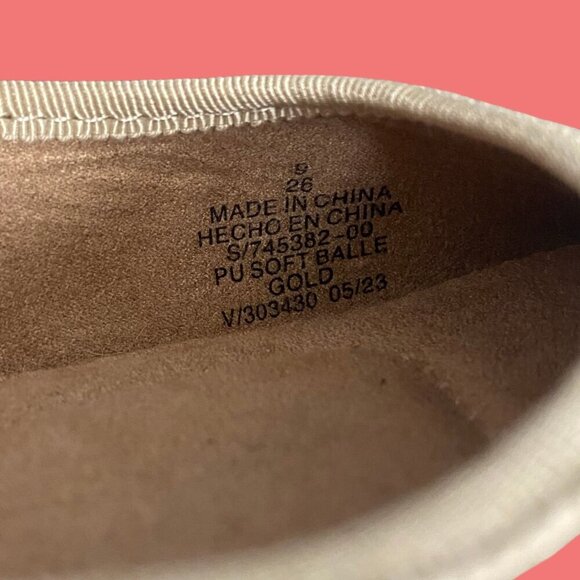 9
26
MADE IN CHINA
HECHO EN CHINA
S/745382-00
PU SOFT BALLE
GOLD
V/303430 05/23